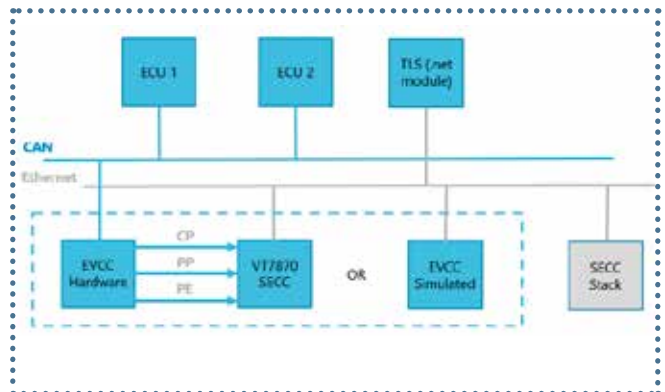 ECU 1
ECU 2
TLS (.net
module)
CAN
Ethernet
EVCC
Hardware
CP
PP
PE
VT7870
SECC
OR
EVCC
Simulated
SECC
Stack